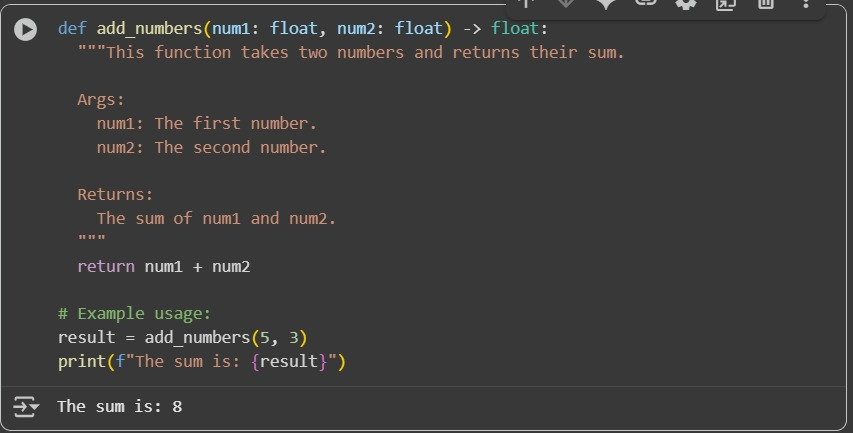 def add_numbers(num1: float, num2: float) -> float:
  """This function takes two numbers and returns their sum.

  Args:
    num1: The first number.
    num2: The second number.

  Returns:
    The sum of num1 and num2.
  """
  return num1 + num2

# Example usage:
result = add_numbers(5, 3)
print(f"The sum is: {result}")
The sum is: 8